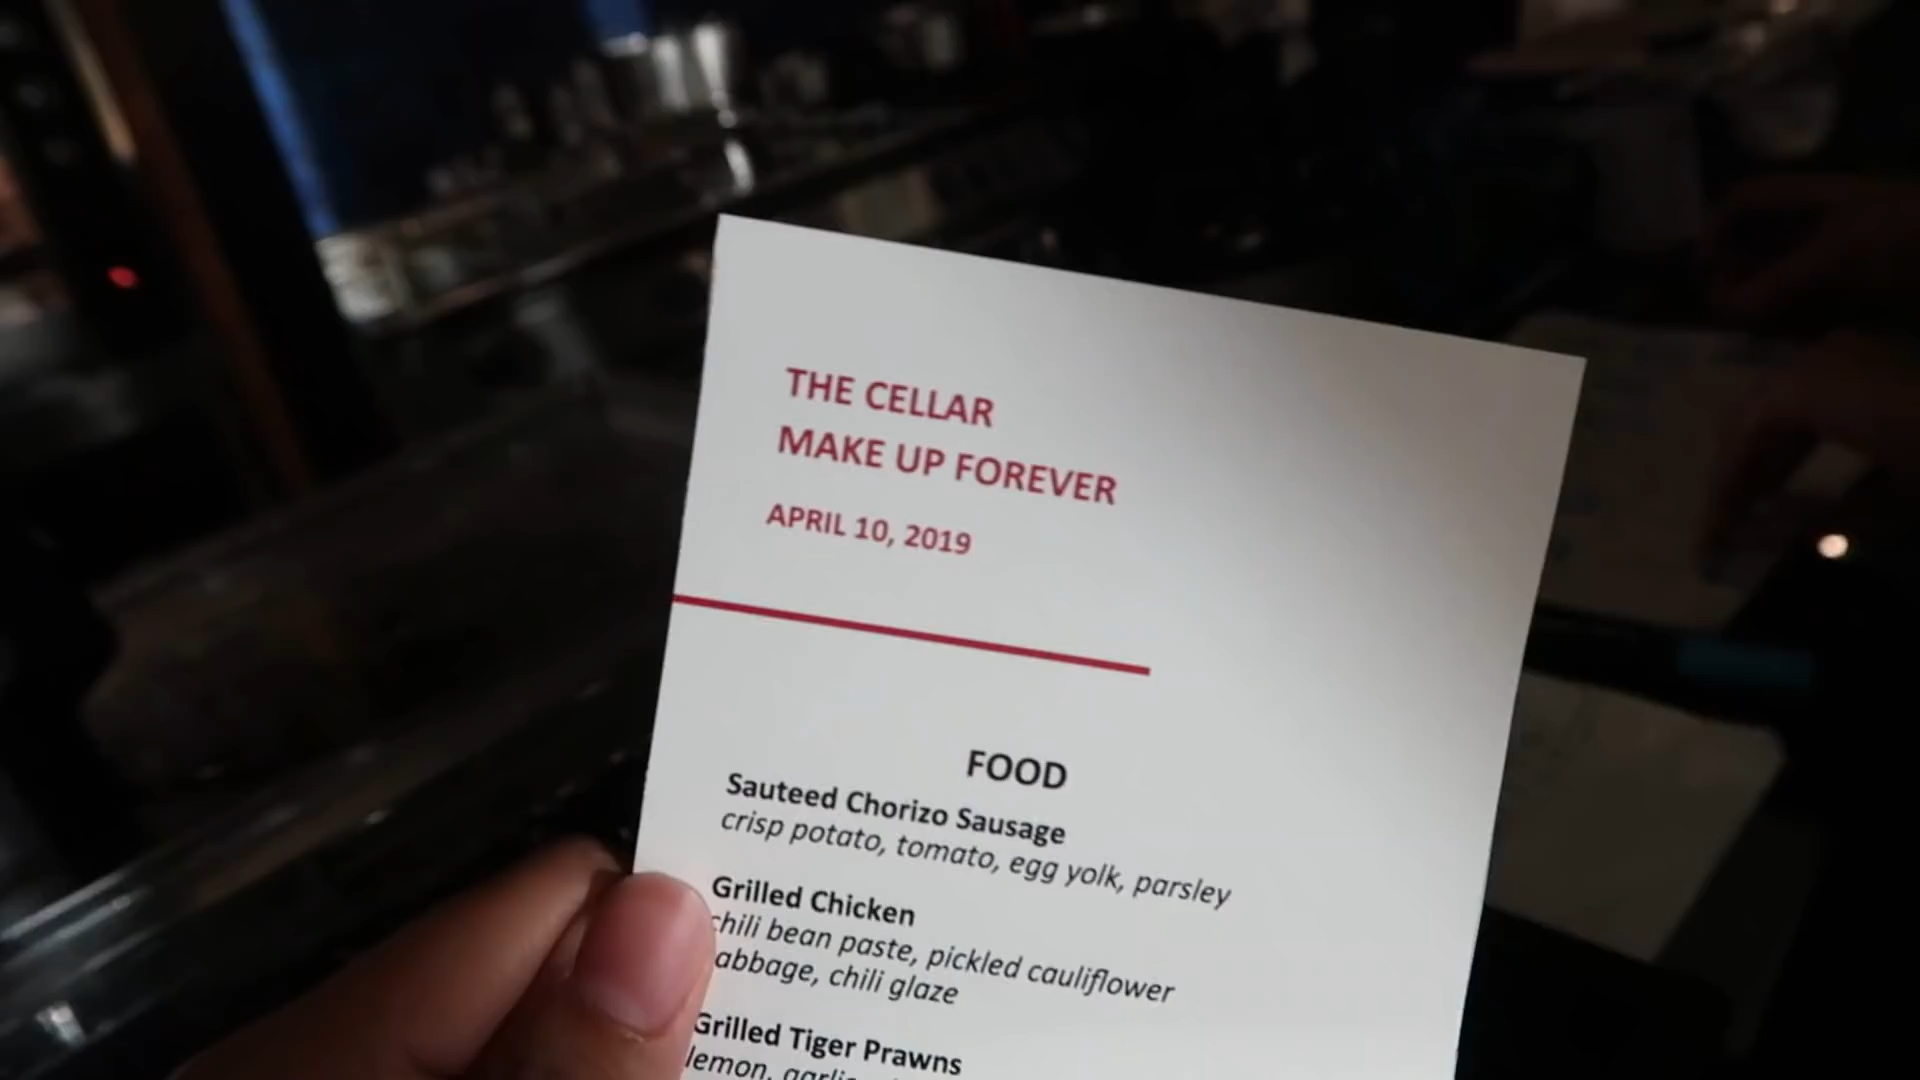 THE CELLAR
MAKE UP FOREVER
APRIL 10, 2019
FOOD
Sauteed Chorizo Sausage
crisp potato, tomato, egg yolk, parsley
Grilled Chicken
chili bean paste, pickled cauliflower
abbage, chili glaze
Grilled Tiger Prawns
lemon,